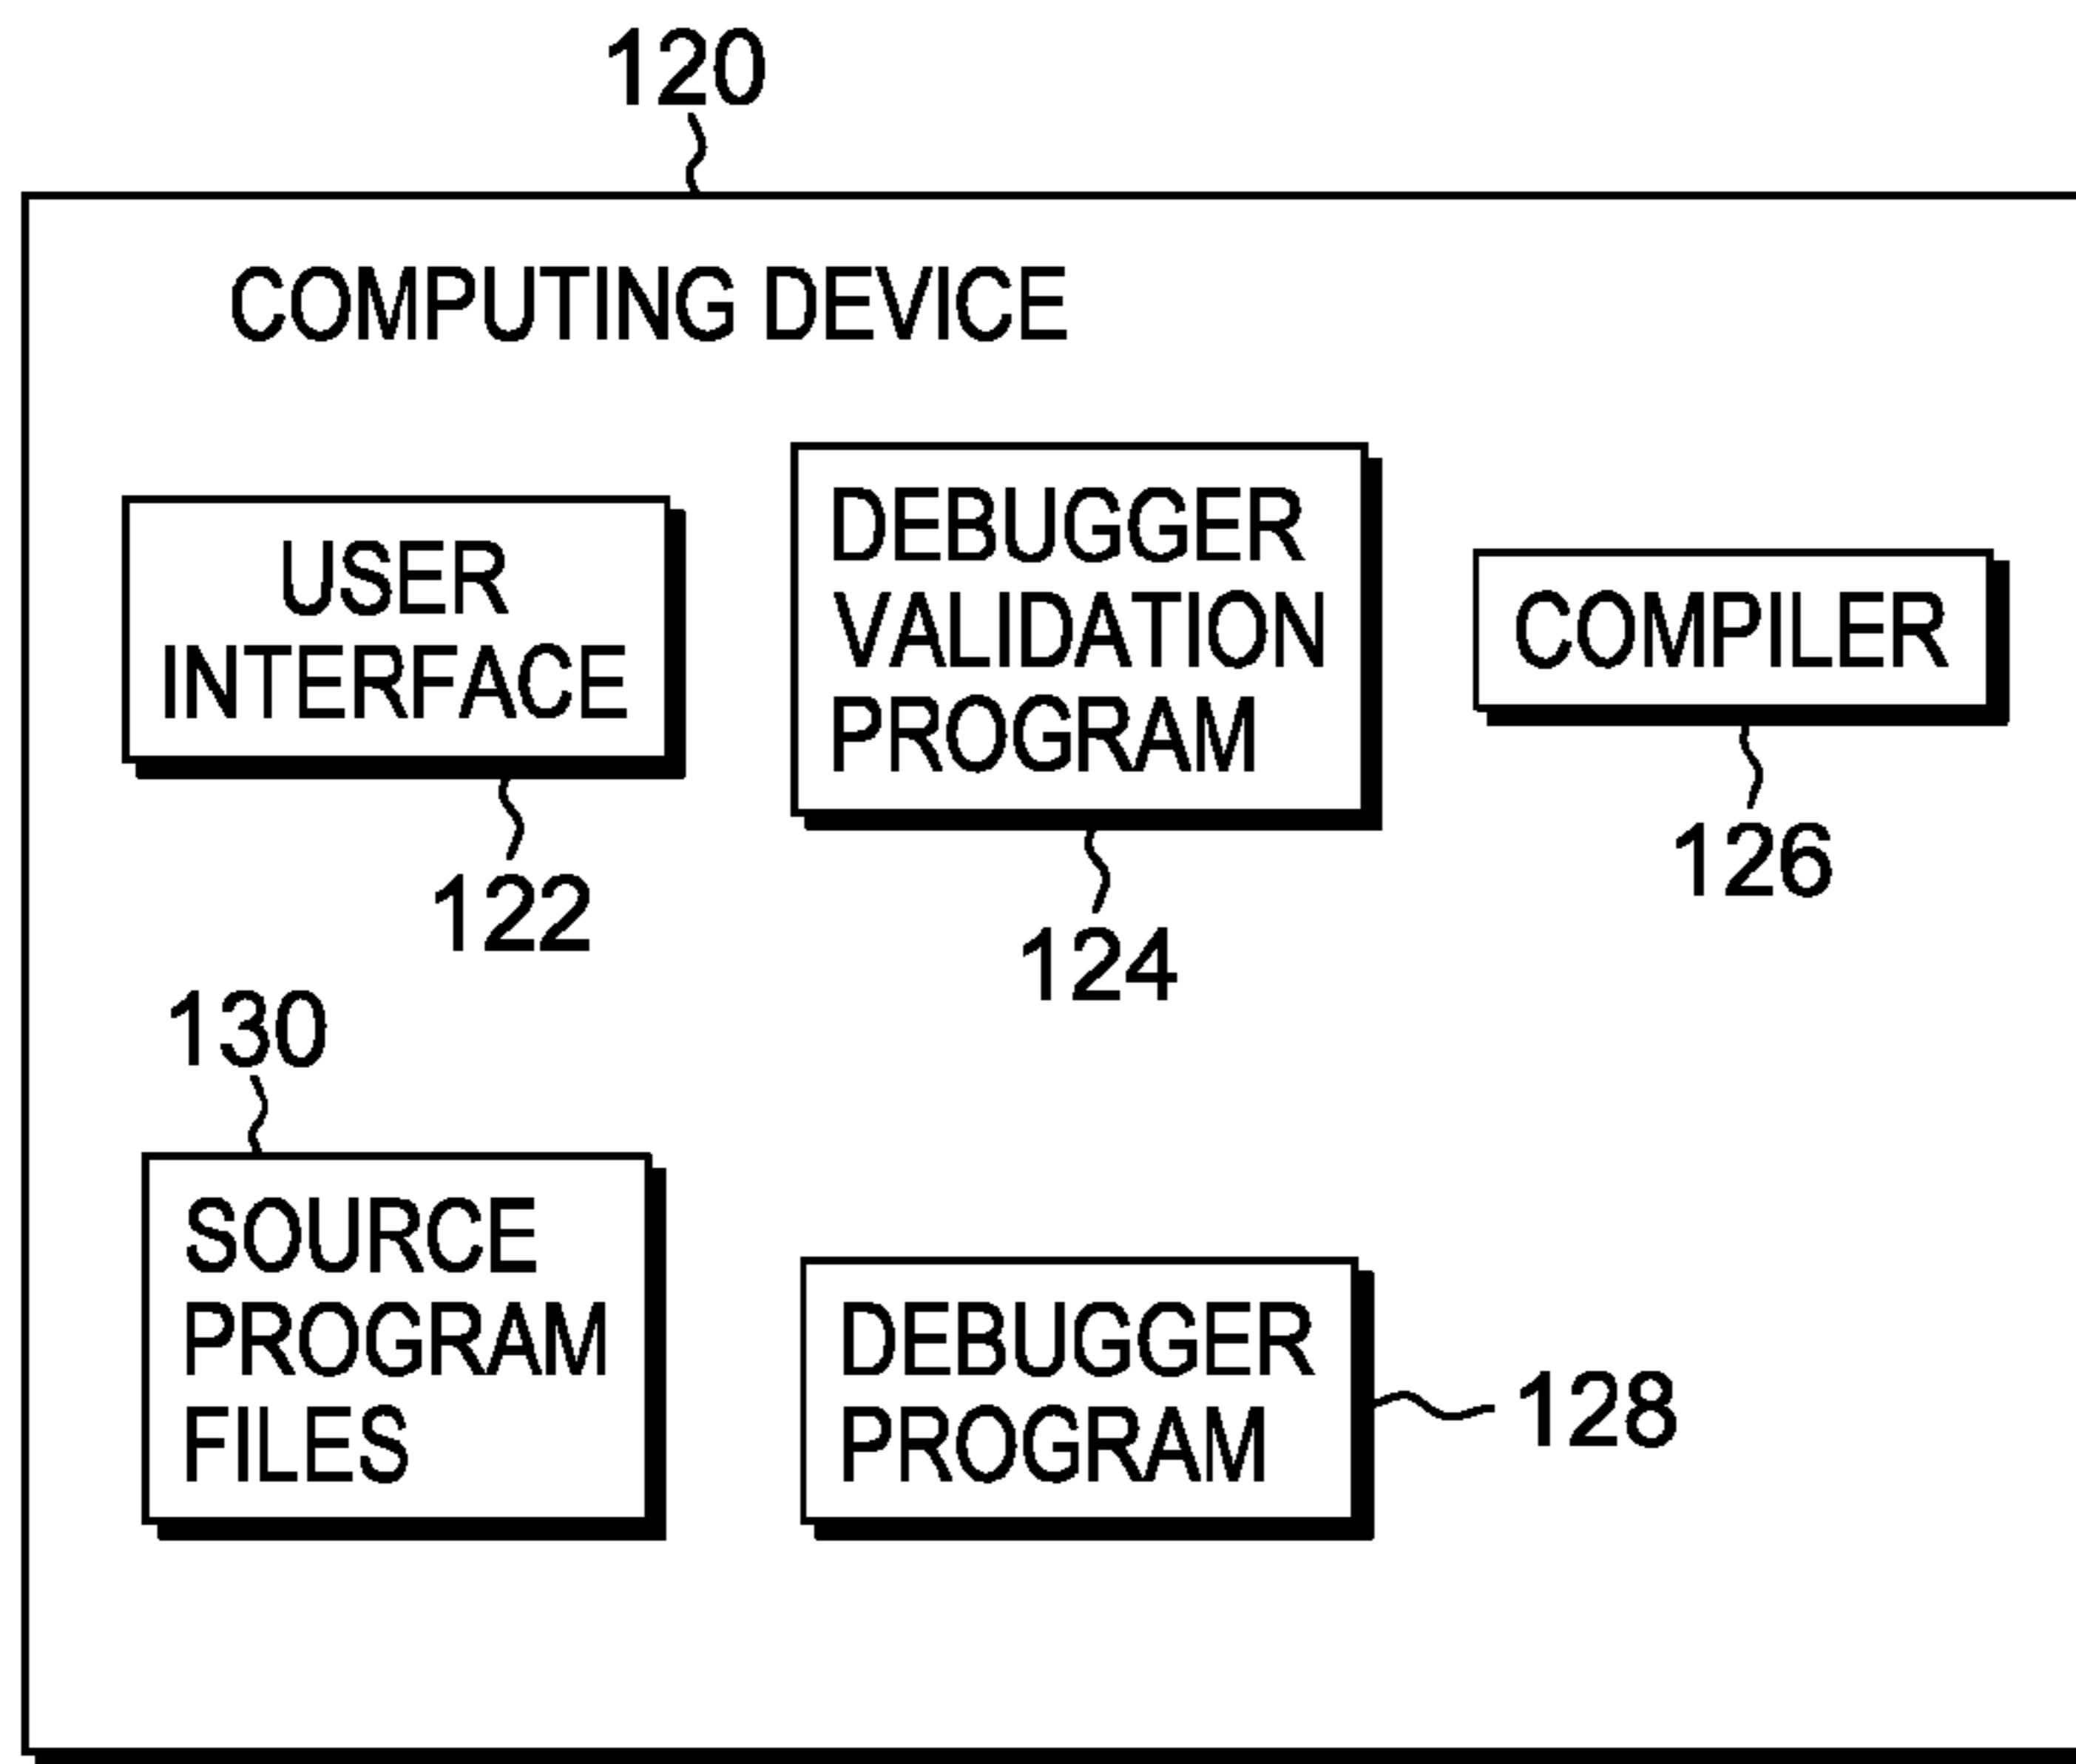 120
COMPUTING DEVICE
USER
INTERFACE
122
DEBUGGER
VALIDATION
PROGRAM
124
COMPILER
126
130
SOURCE
PROGRAM
FILES
DEBUGGER
PROGRAM
128